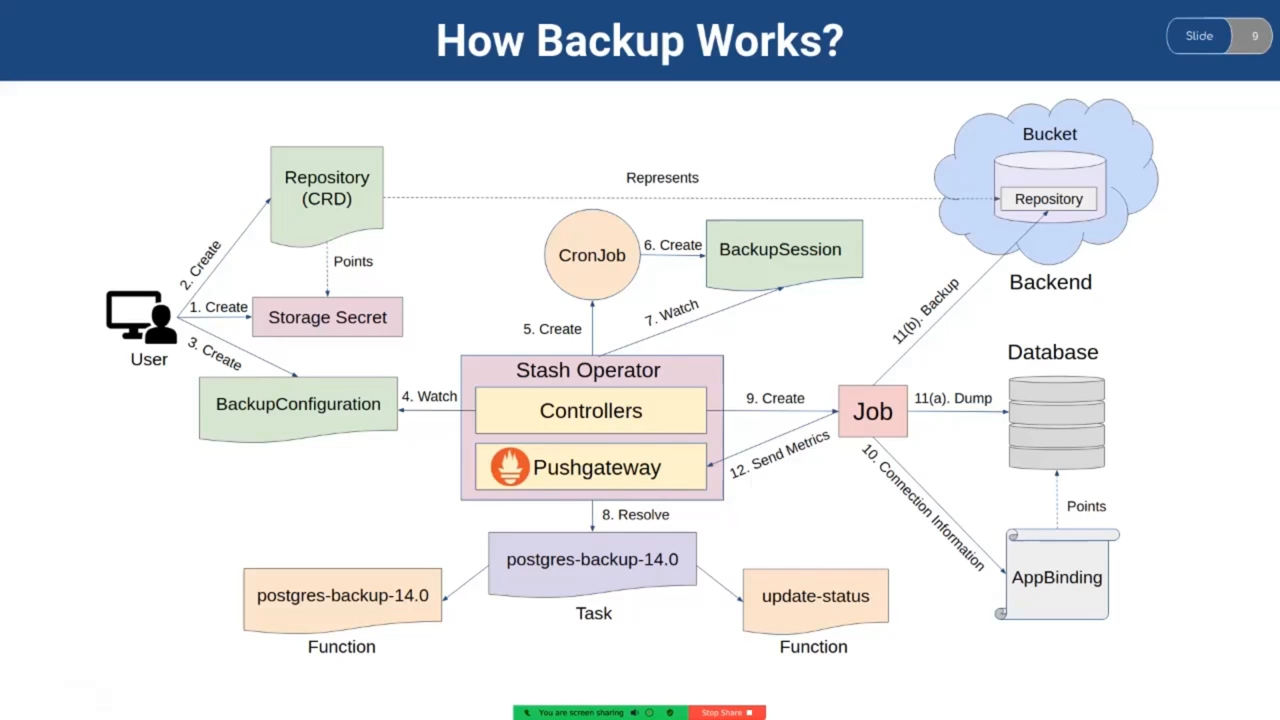 How Backup Works?
Slide 9
Bucket
Repository
(CRD)
Represents
Repository
CronJob
6. Create
BackupSession
2. Create
Points
Backend
1. Create
Storage Secret
5. Create
7. Watch
11(b). Backup
User
3. Create
Database
Stash Operator
BackupConfiguration
4. Watch
Controllers
9. Create
Job
11(a). Dump
Pushgateway
12. Send Metrics
10. Connection Information
Points
8. Resolve
postgres-backup-14.0
AppBinding
postgres-backup-14.0
update-status
Task
Function
Function
You are screen sharing
Stop Share